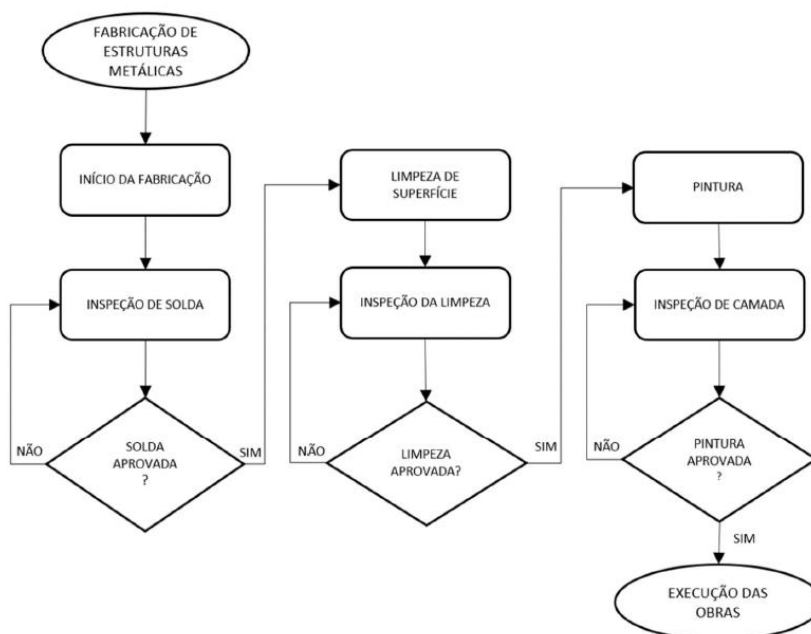 FABRICAÇÃO DE
ESTRUTURAS
METÁLICAS
INÍCIO DA FABRICAÇÃO
INSPEÇÃO DE SOLDA
SOLDA
APROVADA
?
NÃO
SIM
LIMPEZA DE
SUPERFÍCIE
INSPEÇÃO DA LIMPEZA
LIMPEZA
APROVADA?
NÃO
SIM
PINTURA
INSPEÇÃO DE CAMADA
PINTURA
APROVADA
?
NÃO
SIM
EXECUÇÃO DAS
OBRAS